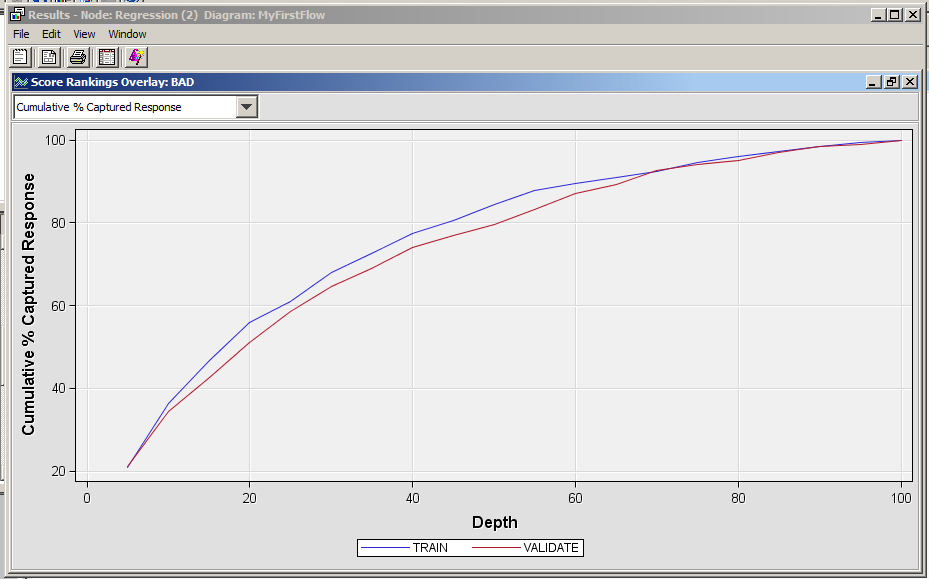 Results - Node: Regression (2) Diagram: MyFirstFlow
File Edit View Window
Score Rankings Overlay: BAD
Cumulative % Captured Response
Cumulative % Captured Response
100
80
60
40
20
0 20 40 60 80 100
Depth
TRAIN VALIDATE